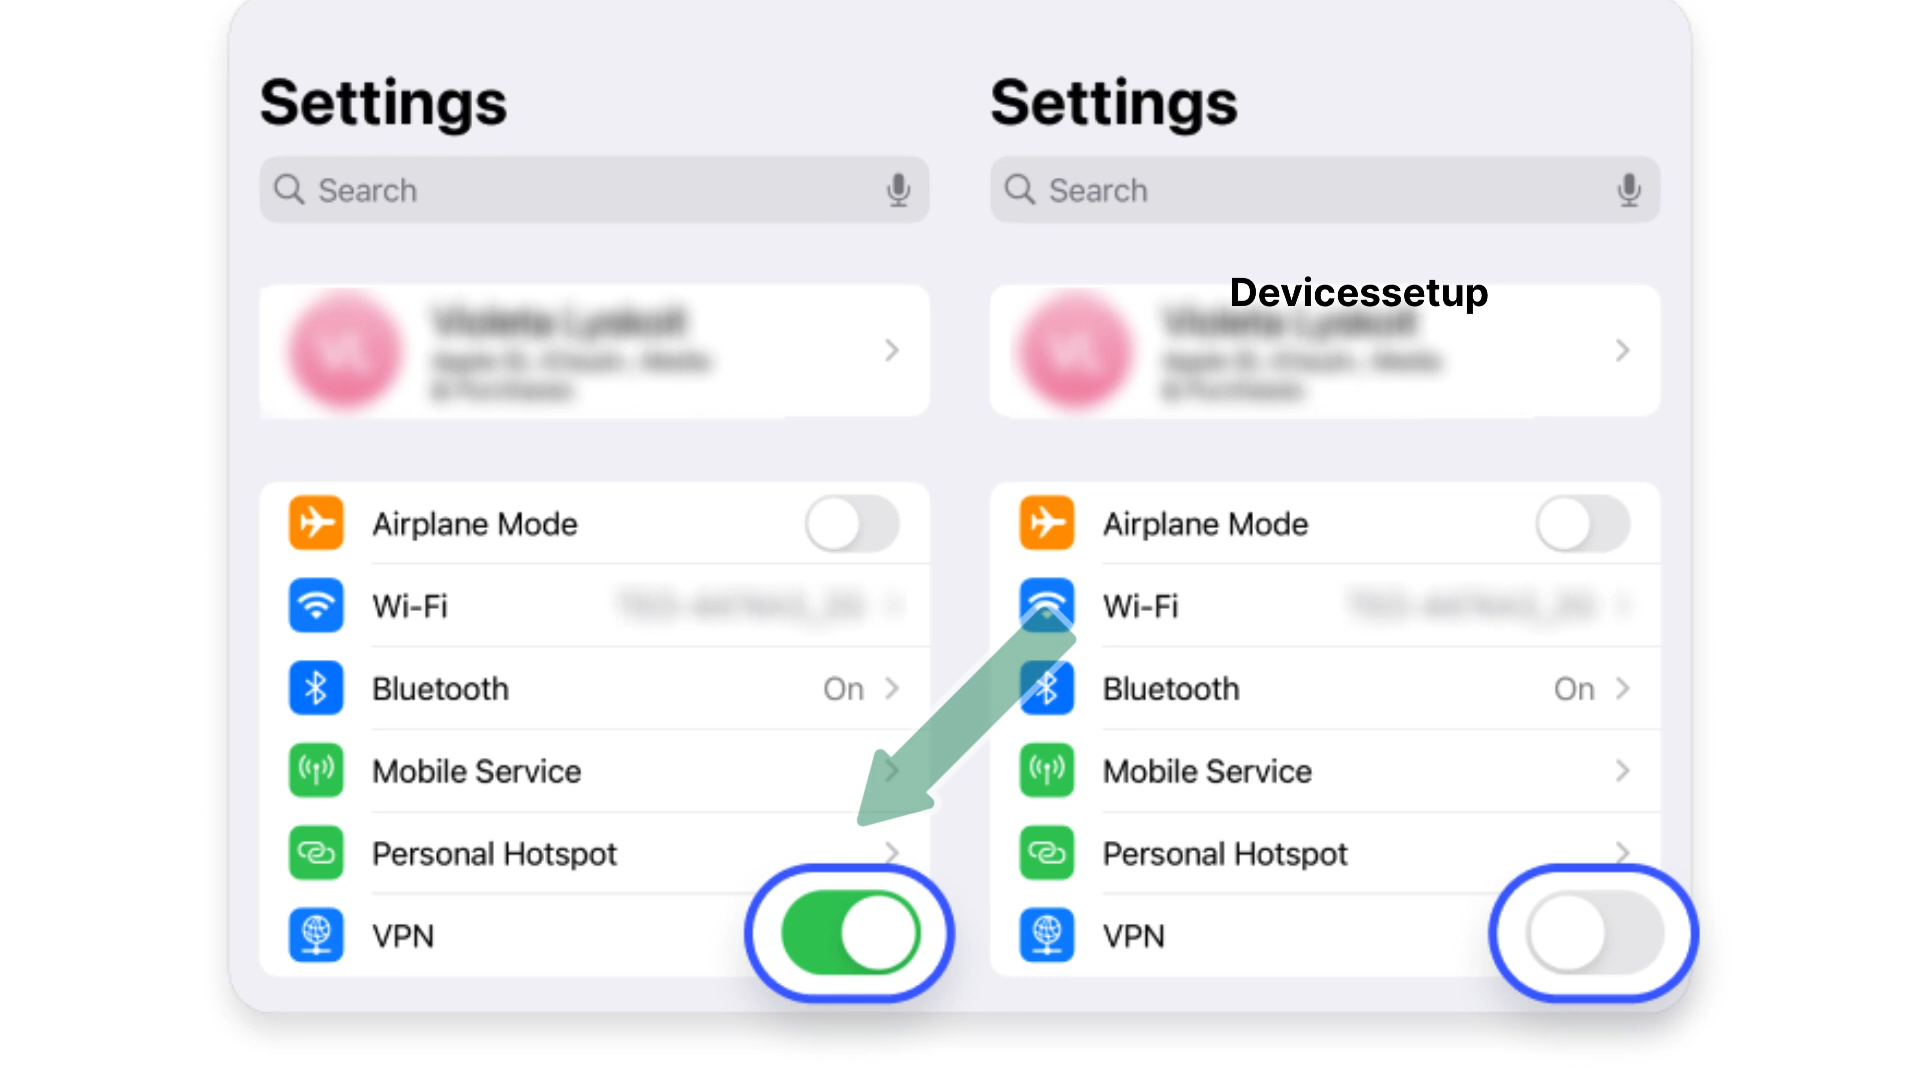 Settings
Search
Airplane Mode
Wi-Fi
Bluetooth
On
Mobile Service
Personal Hotspot
VPN
Settings
Search
Devicessetup
Airplane Mode
Wi-Fi
Bluetooth
On
Mobile Service
Personal Hotspot
VPN